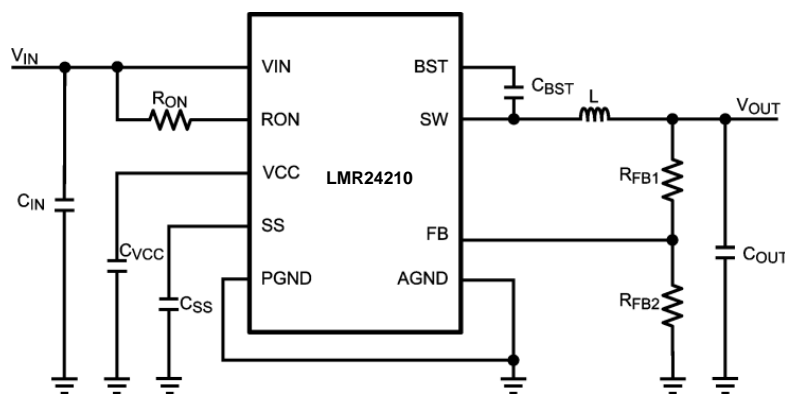 VIN
VIN
BST
CBST
RON
L
VOUT
RON
SW
VCC
LMR24210
RFB1
CIN
SS
FB
CVCC
COUT
PGND
AGND
CSS
RFB2